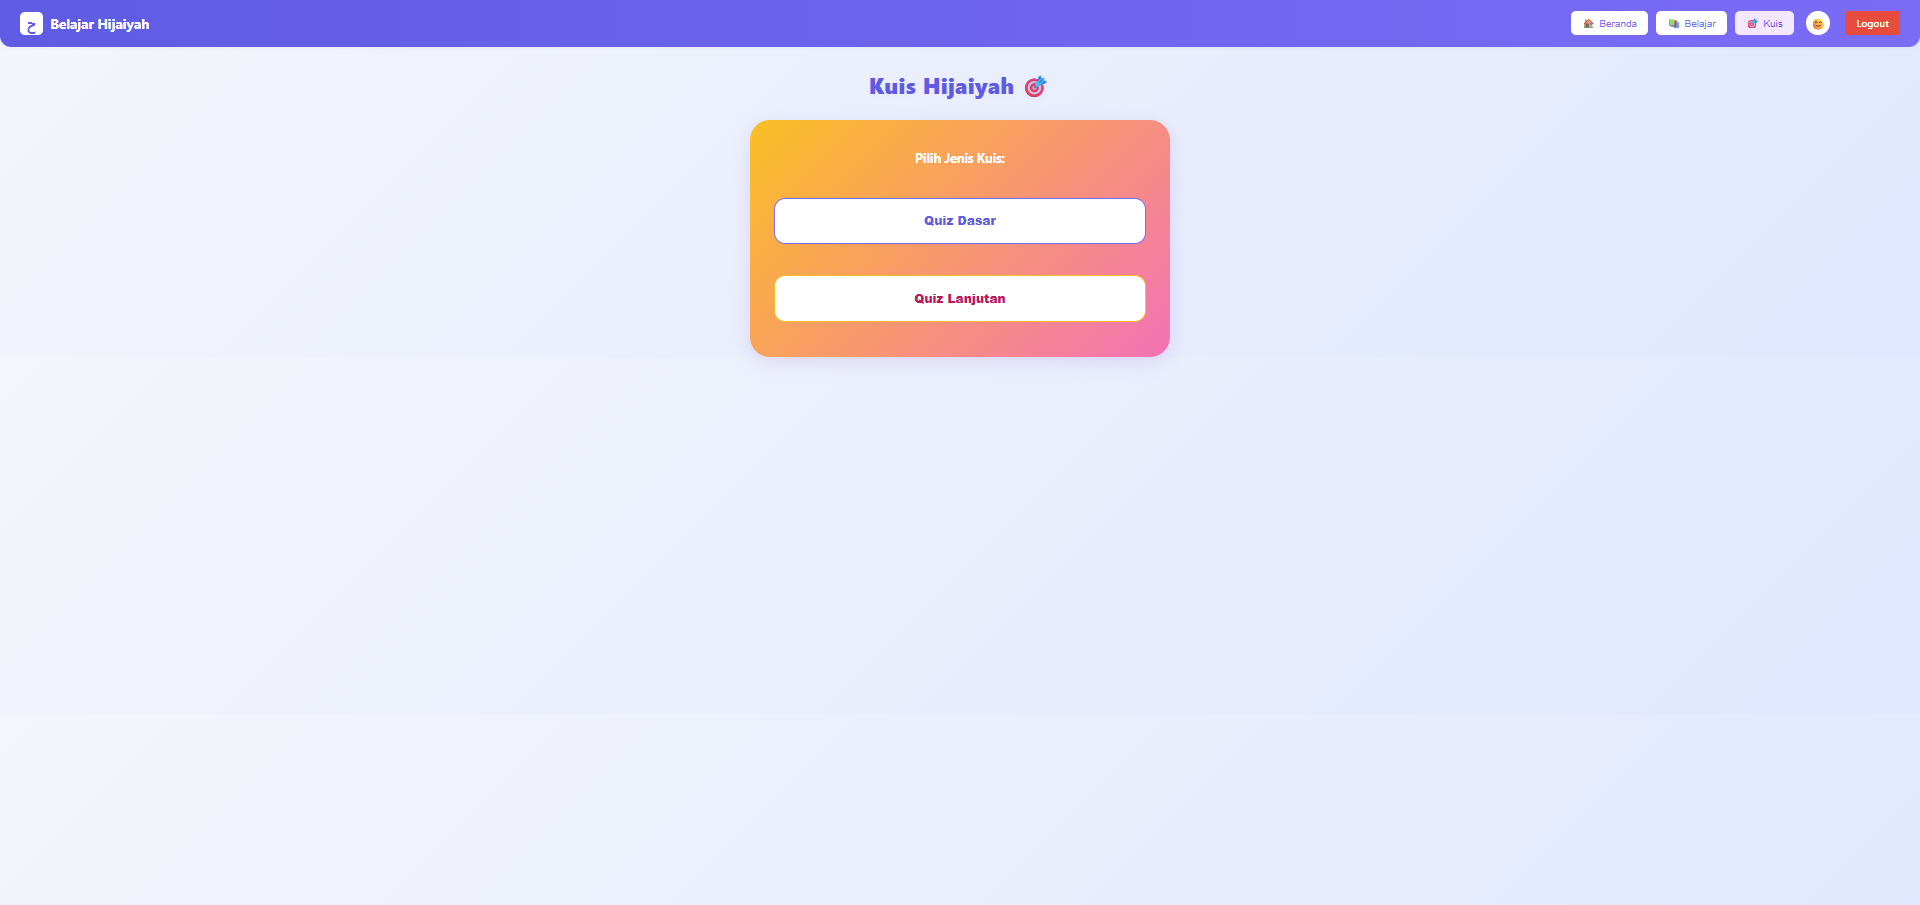 ح Belajar Hijaiyah
🏠 Beranda
📚 Belajar
🎯 Kuis
😊
Logout
Kuis Hijaiyah 🎯
Pilih Jenis Kuis:
Quiz Dasar
Quiz Lanjutan